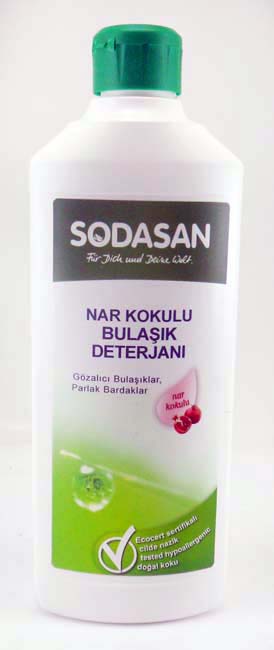 SODASAN
Für Dich und Deine Welt.
NAR KOKULU
BULAŞIK
DETERJANI
Gözalıcı Bulaşıklar,
Parlak Bardaklar
nar
kokulu
Ecocert sertifikalı
cilde nazik
tested hypoallergenic
doğal koku